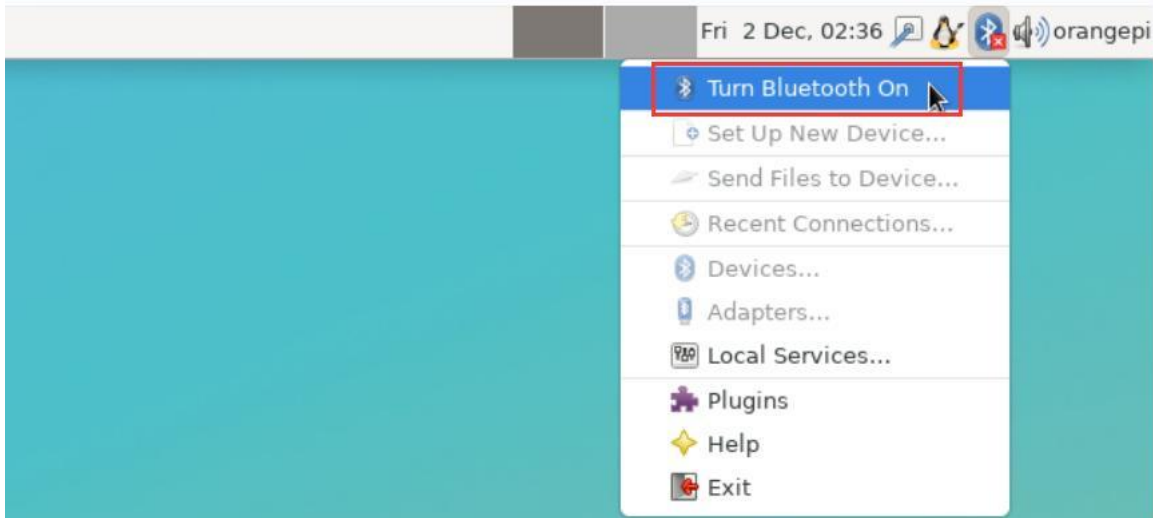 Fri 2 Dec, 02:36 orangepi
Turn Bluetooth On
Set Up New Device...
Send Files to Device...
Recent Connections...
Devices...
Adapters...
Local Services...
Plugins
Help
Exit